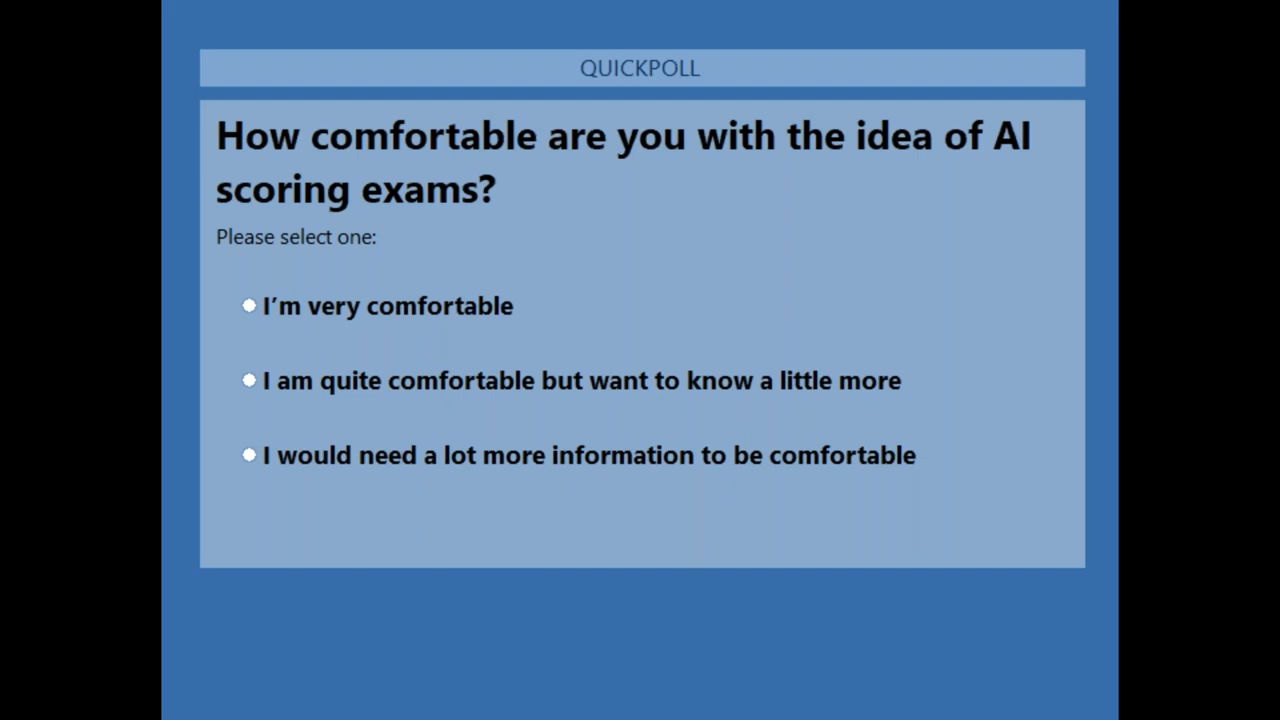 QUICKPOLL
How comfortable are you with the idea of AI
scoring exams?
Please select one:
I’m very comfortable
I am quite comfortable but want to know a little more
I would need a lot more information to be comfortable